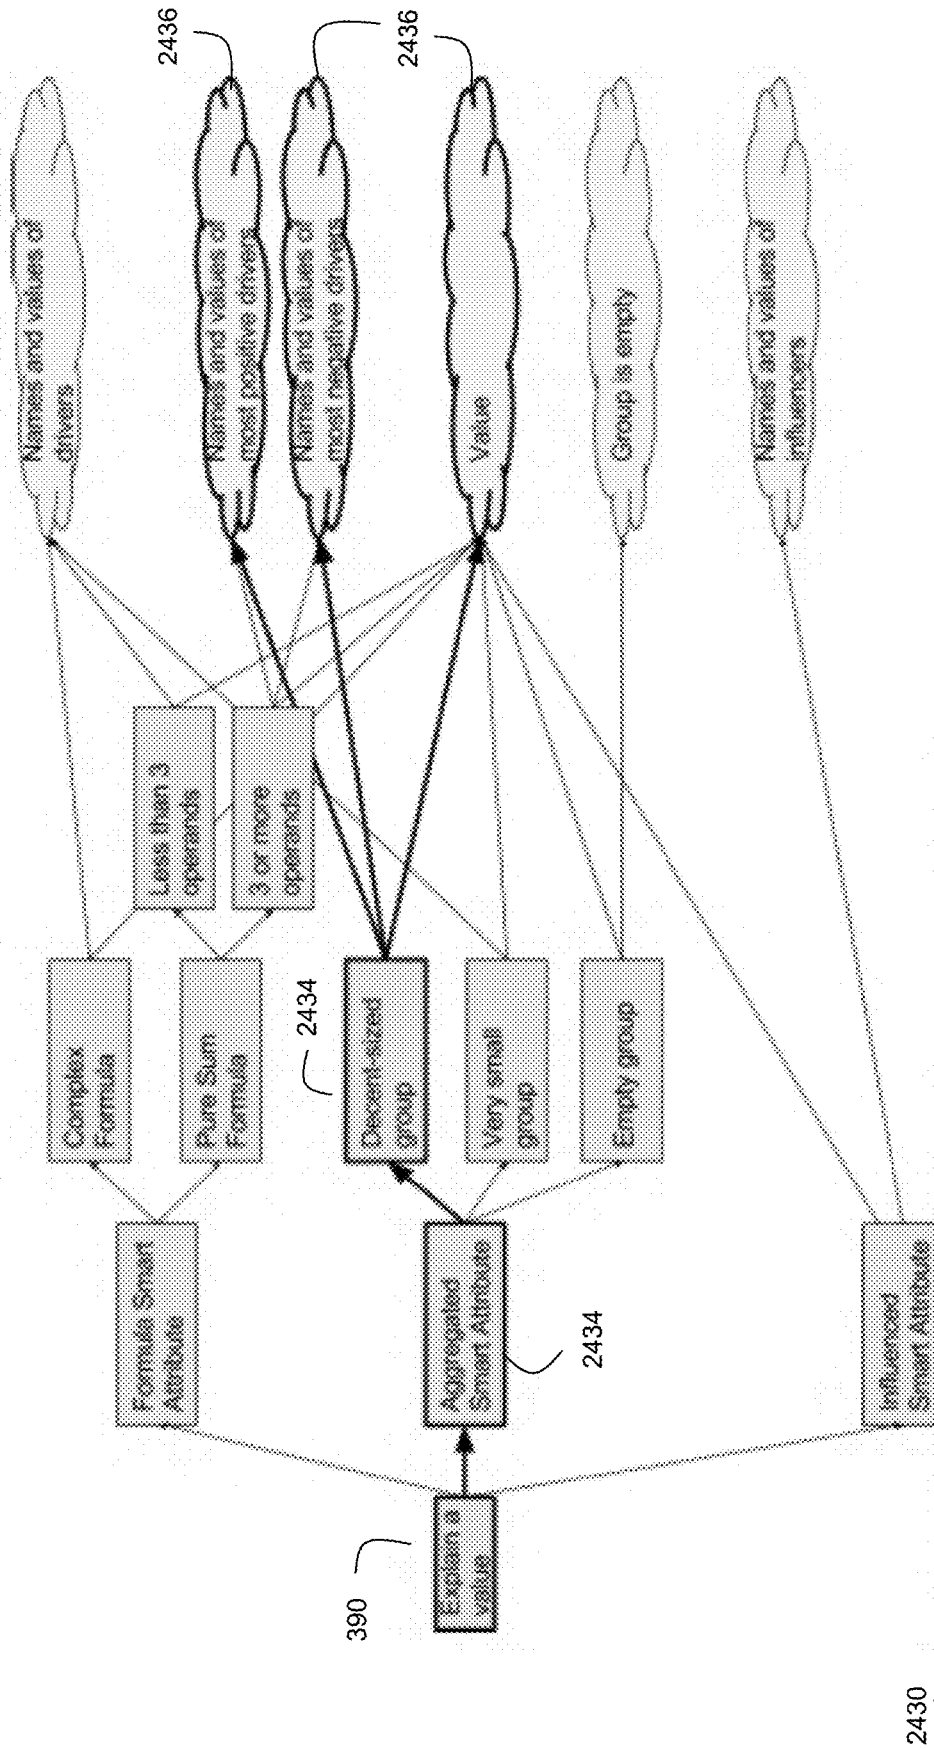 390
Explain a
value
Formula Smart
Attribute
Aggregated
Smart Attribute
2434
Influenced
Smart Attribute
Complex
Formula
Pure Sum
Formula
2434
Decent-sized
group
Very small
group
Empty group
Less than 3
operands
3 or more
operands
Names and values of
drivers
2436
Names and values of
most positive drivers
Names and values of
most negative drivers
2436
Value
Group is empty
Names and values of
influencers
2430